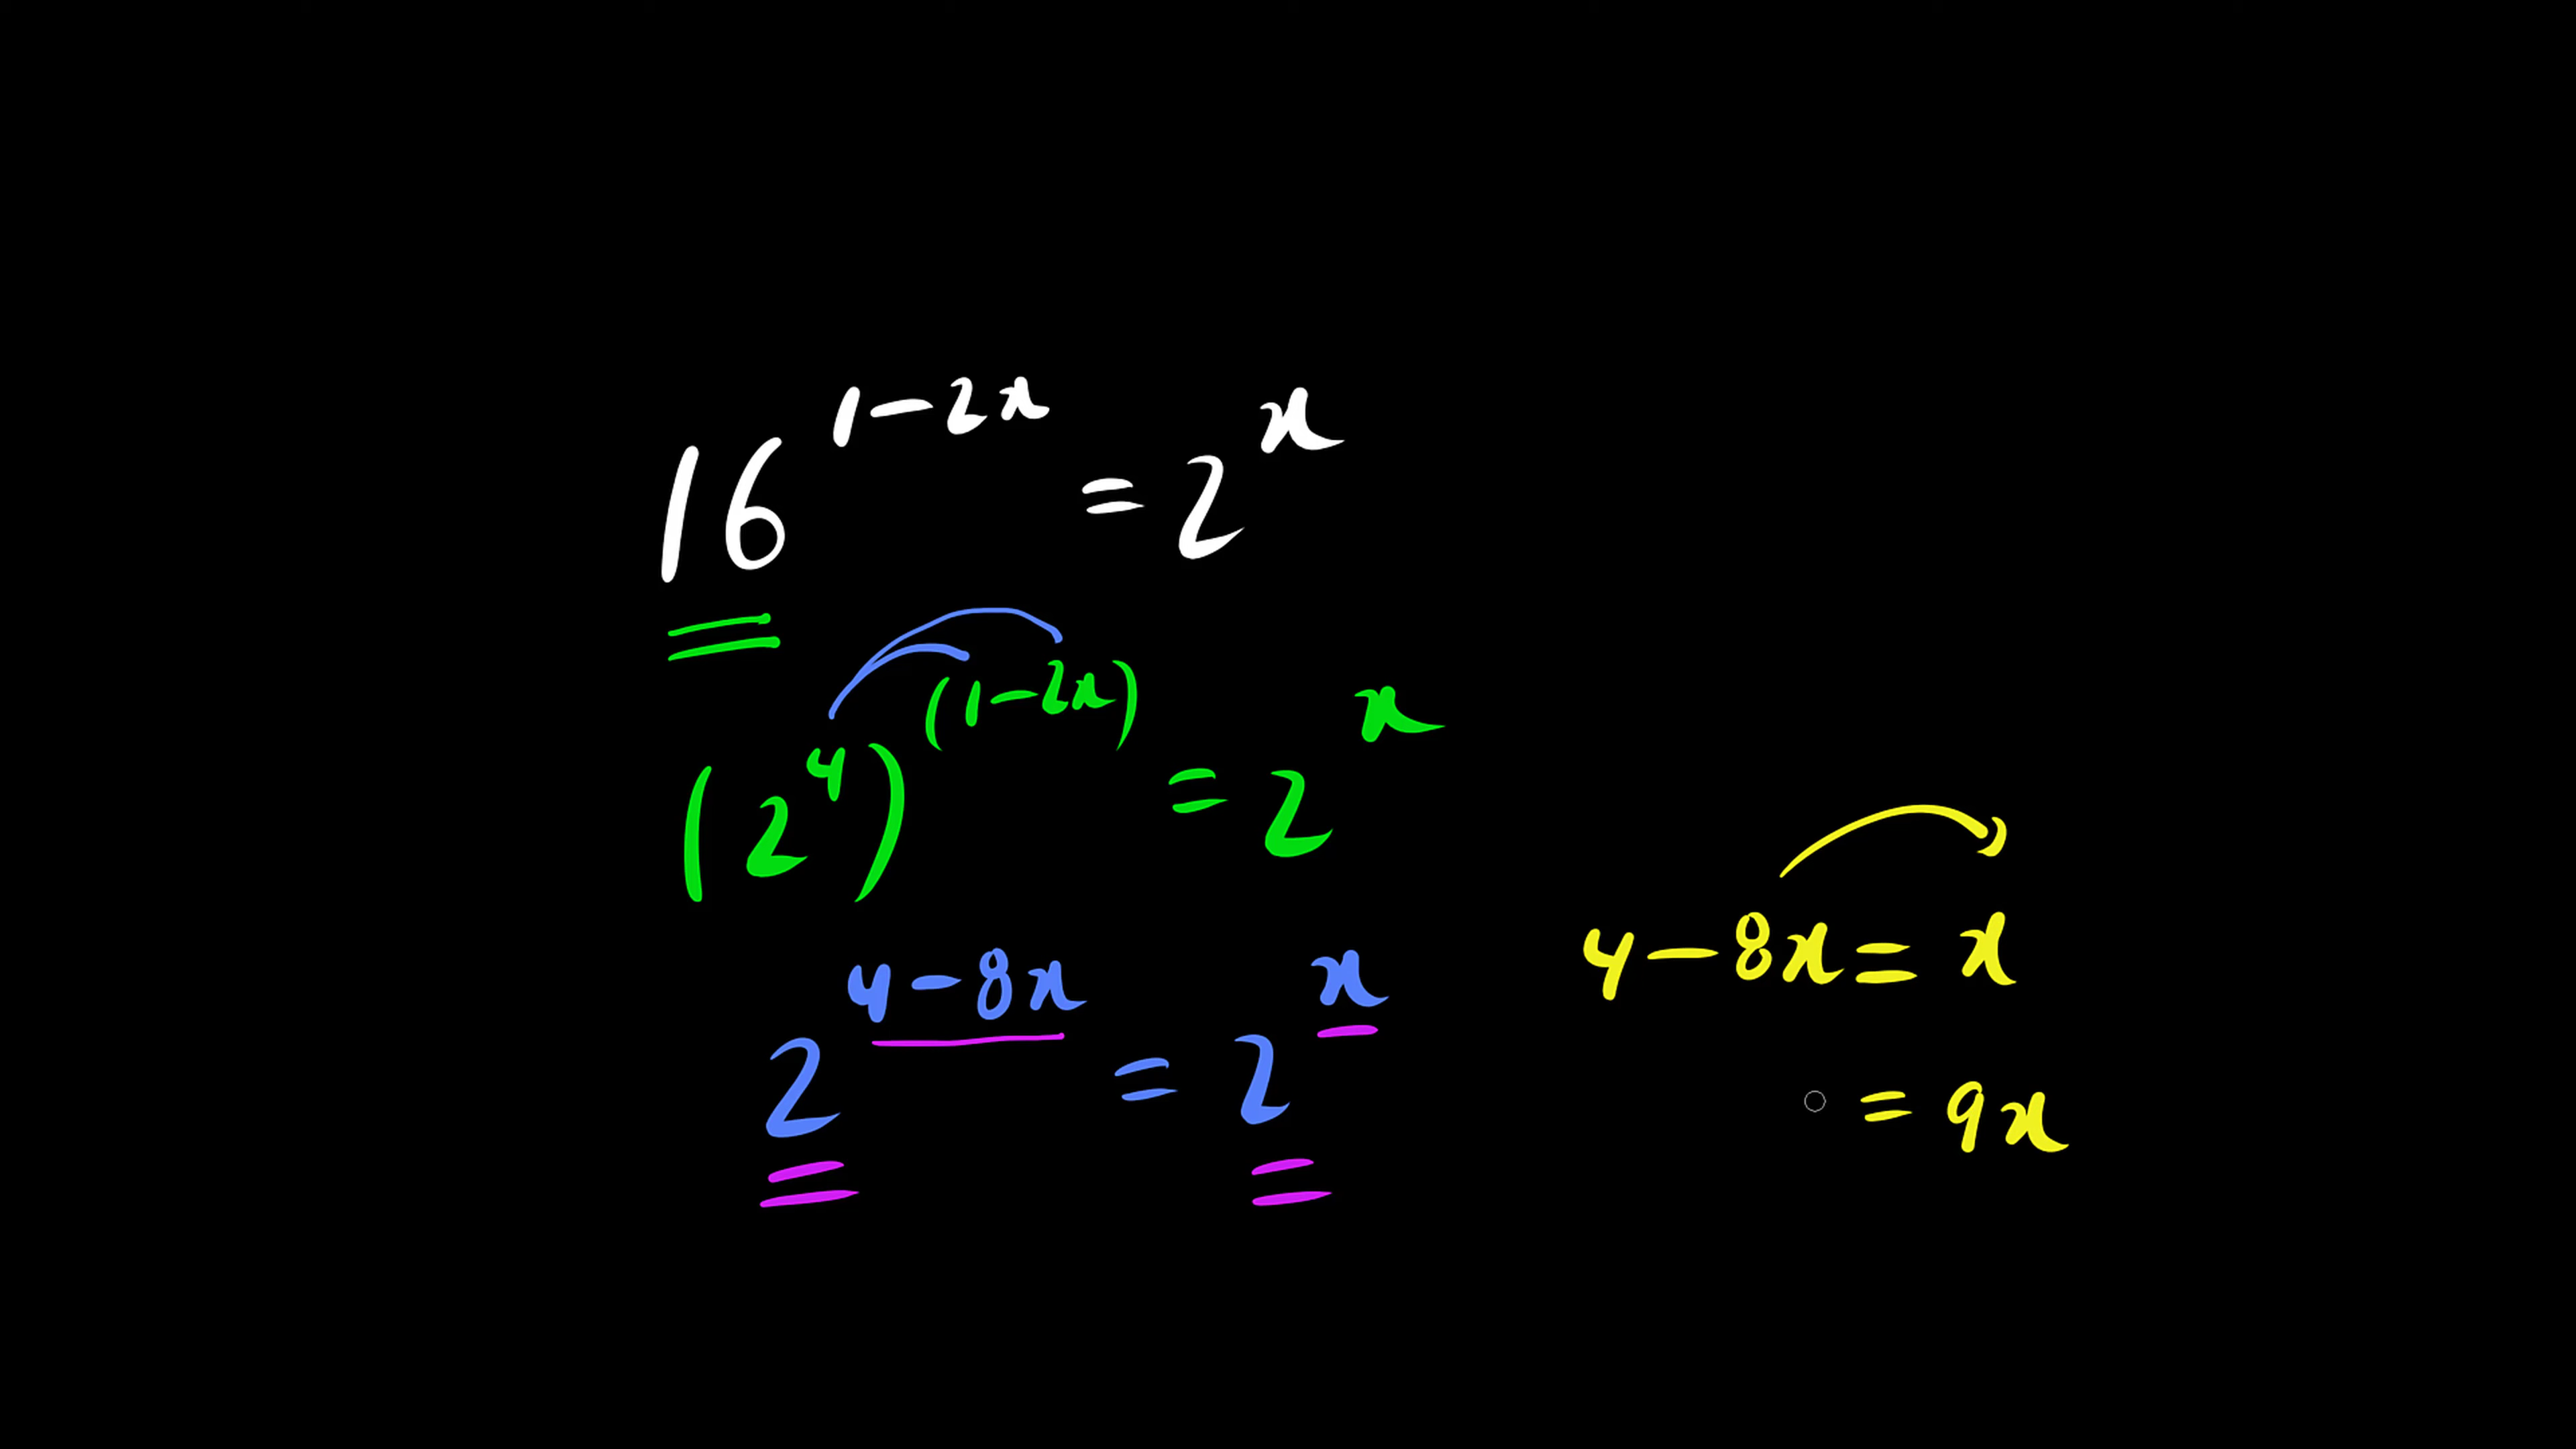 16^{1-2x} = 2^x
(2^4)^{(1-2x)} = 2^x
2^{4-8x} = 2^x
4-8x = x
= 9x